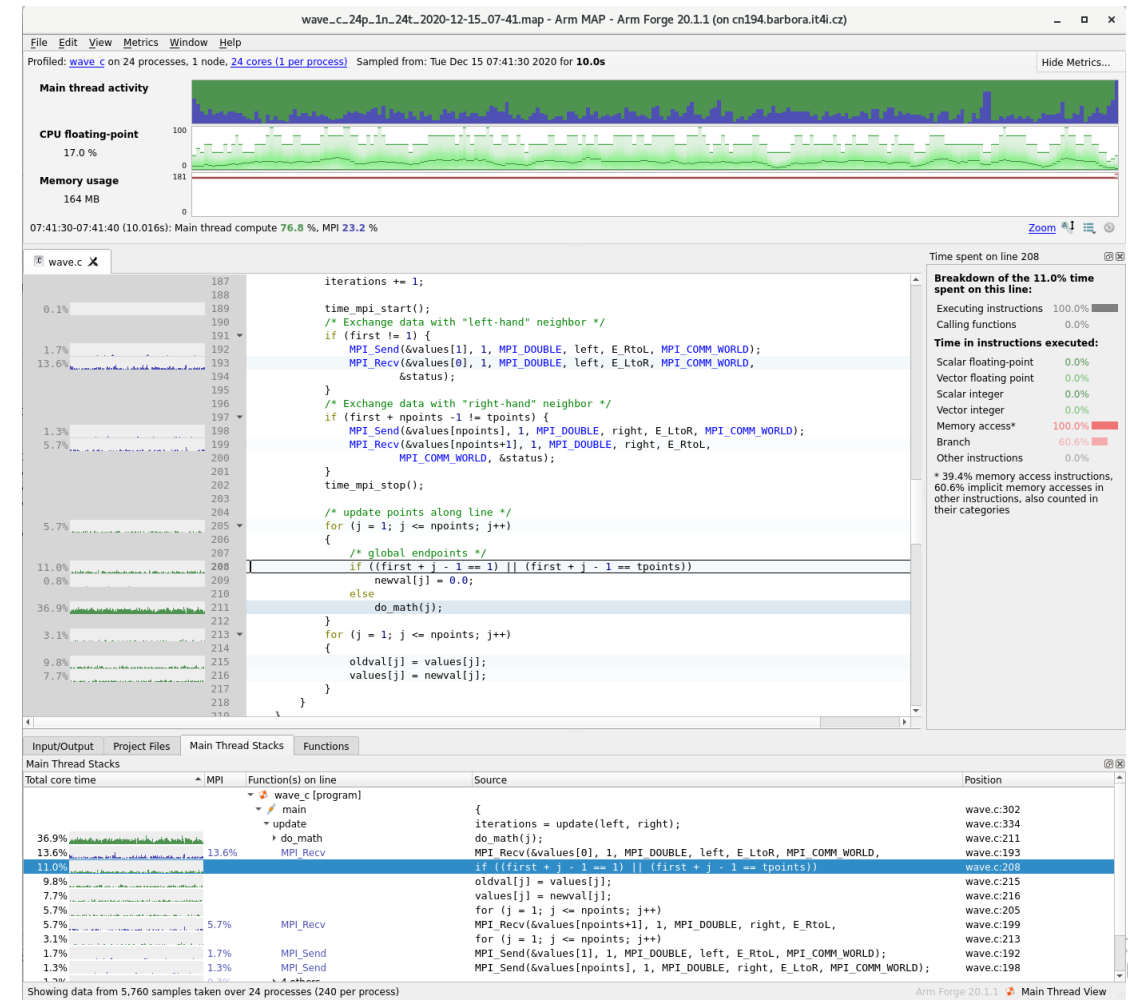 wave_c_24p_1n_24t_2020-12-15_07-41.map - Arm MAP - Arm Forge 20.1.1 (on cn194.barbora.it4i.cz)
File Edit View Metrics Window Help
Profiled: wave_c on 24 processes, 1 node, 24 cores (1 per process) Sampled from: Tue Dec 15 07:41:30 2020 for 10.0s Hide Metrics...
Main thread activity
CPU floating-point 100
17.0 %
0
Memory usage 181
164 MB
0
07:41:30-07:41:40 (10.016s): Main thread compute 76.8 %, MPI 23.2 % Zoom
wave.c
187 iterations += 1;
188
0.1% 189 time_mpi_start();
190 /* Exchange data with "left-hand" neighbor */
191 if (first != 1) {
1.7% 192 MPI_Send(&values[1], 1, MPI_DOUBLE, left, E_RtoL, MPI_COMM_WORLD);
13.6% 193 MPI_Recv(&values[0], 1, MPI_DOUBLE, left, E_LtoR, MPI_COMM_WORLD,
194 &status);
195 }
196 /* Exchange data with "right-hand" neighbor */
197 if (first + npoints -1 != tpoints) {
1.3% 198 MPI_Send(&values[npoints], 1, MPI_DOUBLE, right, E_LtoR, MPI_COMM_WORLD);
5.7% 199 MPI_Recv(&values[npoints+1], 1, MPI_DOUBLE, right, E_RtoL,
200 MPI_COMM_WORLD, &status);
201 }
202 time_mpi_stop();
203
204 /* update points along line */
5.7% 205 for (j = 1; j <= npoints; j++)
206 {
207 /* global endpoints */
11.0% 208 if ((first + j - 1 == 1) || (first + j - 1 == tpoints))
0.8% 209 newval[j] = 0.0;
210 else
36.9% 211 do_math(j);
212 }
3.1% 213 for (j = 1; j <= npoints; j++)
214 {
9.8% 215 oldval[j] = values[j];
7.7% 216 values[j] = newval[j];
217 }
218 }
219 }
Time spent on line 208
Breakdown of the 11.0% time
spent on this line:
Executing instructions 100.0%
Calling functions 0.0%
Time in instructions
executed:
Scalar floating-point 0.0%
Vector floating point 0.0%
Scalar integer 0.0%
Vector integer 0.0%
Memory access* 100.0%
Branch 60.6%
Other instructions 0.0%
* 39.4% memory access instructions,
60.6% implicit memory accesses in
other instructions, also counted in
their categories
Input/Output Project Files Main Thread Stacks Functions
Main Thread Stacks
Total core time MPI Function(s) on line Source Position
wave_c [program]
main { wave.c:302
update iterations = update(left, right); wave.c:334
36.9% do_math do_math(j); wave.c:211
13.6% 13.6% MPI_Recv MPI_Recv(&values[0], 1, MPI_DOUBLE, left, E_LtoR, MPI_COMM_WORLD, wave.c:193
11.0% if ((first + j - 1 == 1) || (first + j - 1 == tpoints)) wave.c:208
9.8% oldval[j] = values[j]; wave.c:215
7.7% values[j] = newval[j]; wave.c:216
5.7% for (j = 1; j <= npoints; j++) wave.c:205
5.7% 5.7% MPI_Recv MPI_Recv(&values[npoints+1], 1, MPI_DOUBLE, right, E_RtoL, wave.c:199
3.1% for (j = 1; j <= npoints; j++) wave.c:213
1.7% 1.7% MPI_Send MPI_Send(&values[1], 1, MPI_DOUBLE, left, E_RtoL, MPI_COMM_WORLD); wave.c:192
1.3% 1.3% MPI_Send MPI_Send(&values[npoints], 1, MPI_DOUBLE, right, E_LtoR, MPI_COMM_WORLD); wave.c:198
Showing data from 5,760 samples taken over 24 processes (240 per process) Arm Forge 20.1.1 Main Thread View